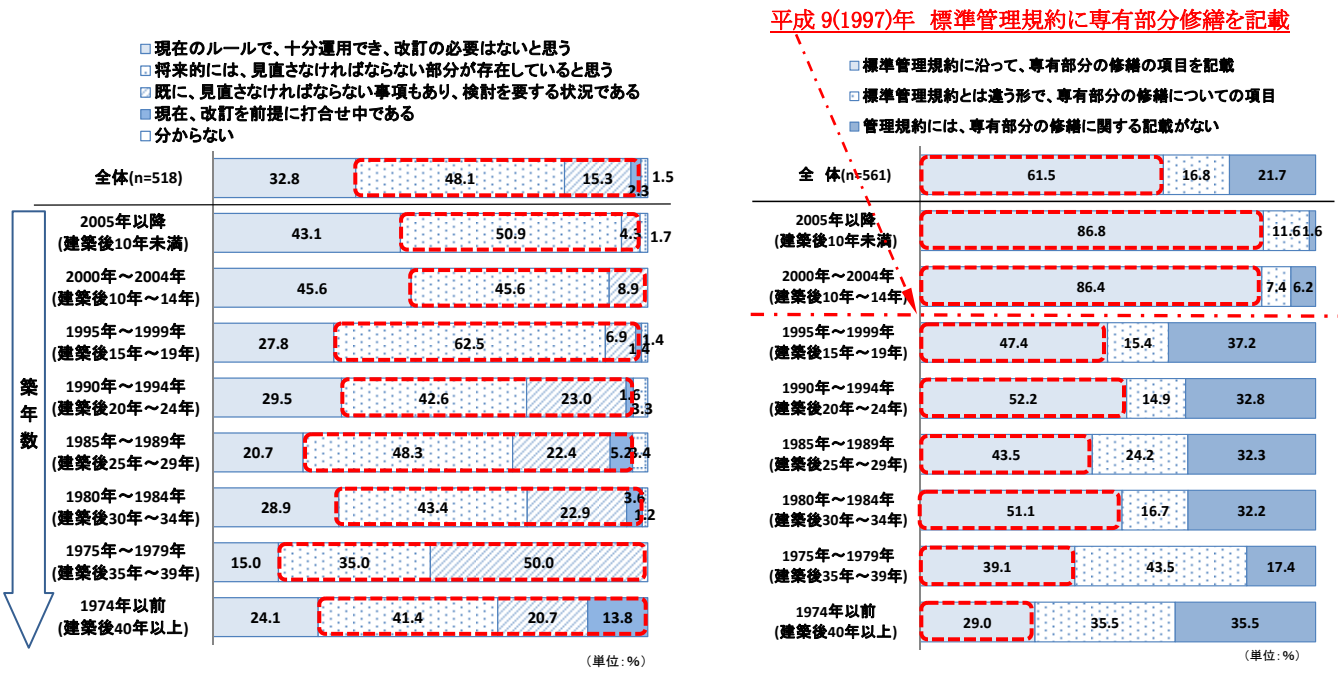 平成 9(1997)年 標準管理規約に専有部分修繕を記載
現在のルールで、十分運用でき、改訂の必要はないと思う
将来的には、見直さなければならない部分が存在していると思う
既に、見直さなければならない事項もあり、検討を要する状況である
現在、改訂を前提に打合せ中である
分からない
全体(n=518)
32.8 48.1 15.3 2.3 1.5
築年数
2005年以降
(建築後10年未満)
43.1 50.9 4.3 1.7
2000年～2004年
(建築後10年～14年)
45.6 45.6 8.9
1995年～1999年
(建築後15年～19年)
27.8 62.5 6.9 1.4 1.4
1990年～1994年
(建築後20年～24年)
29.5 42.6 23.0 1.6 3.3
1985年～1989年
(建築後25年～29年)
20.7 48.3 22.4 5.2 3.4
1980年～1984年
(建築後30年～34年)
28.9 43.4 22.9 3.6 1.2
1975年～1979年
(建築後35年～39年)
15.0 35.0 50.0
1974年以前
(建築後40年以上)
24.1 41.4 20.7 13.8
(単位:%)
標準管理規約に沿って、専有部分の修繕の項目を記載
標準管理規約とは違う形で、専有部分の修繕についての項目
管理規約には、専有部分の修繕に関する記載がない
全 体(n=561)
61.5 16.8 21.7
2005年以降
(建築後10年未満)
86.8 11.6 1.6
2000年～2004年
(建築後10年～14年)
86.4 7.4 6.2
1995年～1999年
(建築後15年～19年)
47.4 15.4 37.2
1990年～1994年
(建築後20年～24年)
52.2 14.9 32.8
1985年～1989年
(建築後25年～29年)
43.5 24.2 32.3
1980年～1984年
(建築後30年～34年)
51.1 16.7 32.2
1975年～1979年
(建築後35年～39年)
39.1 43.5 17.4
1974年以前
(建築後40年以上)
29.0 35.5 35.5
(単位:%)